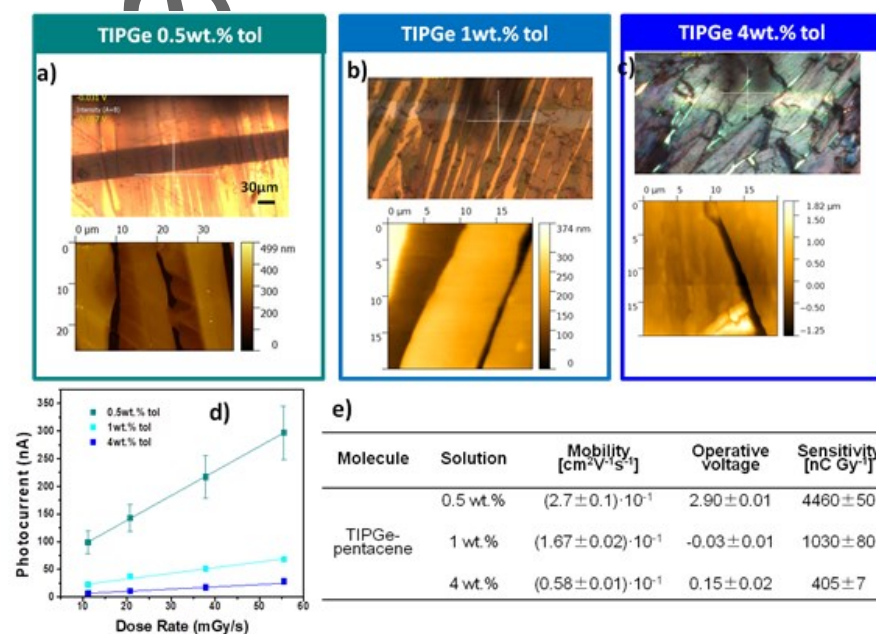 TIPGe 0.5wt.% tol
TIPGe 1wt.% tol
TIPGe 4wt.% tol
a)
b)
c)
-0.031 V
Intensity (A+B)
30µm
0 µm 10 20 30
0
10
20
499 nm
400
300
200
100
0
0 µm 5 10 15
0
5
10
15
374 nm
300
250
200
150
100
0
0 µm 5 10 15
0
5
10
15
1.82 µm
1.00
0.50
0.00
−0.50
−1.25
d)
Photocurrent (nA)
350
300
250
200
150
100
50
0
0.5wt.% tol
1wt.% tol
4wt.% tol
10 20 30 40 50 60
Dose Rate (mGy/s)
e)
Molecule Solution Mobility [cm²V⁻¹s⁻¹] Operative voltage Sensitivity [nC Gy⁻¹]
0.5 wt.% (2.7±0.1)·10⁻¹ 2.90±0.01 4460±50
TIPGe-pentacene 1 wt.% (1.67±0.02)·10⁻¹ -0.03±0.01 1030±80
4 wt.% (0.58±0.01)·10⁻¹ 0.15±0.02 405±7